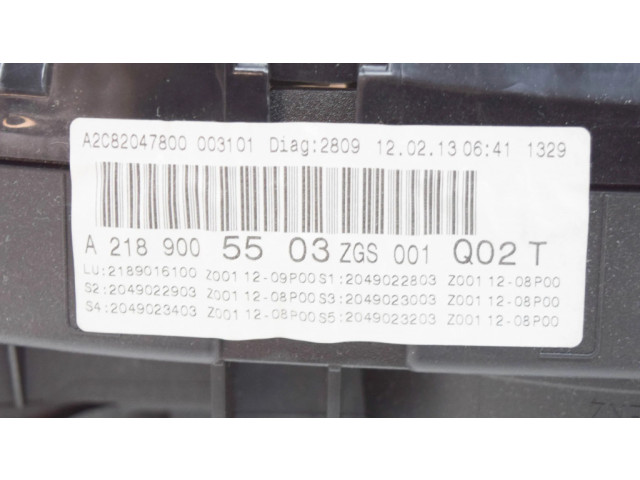 A2C82047800 003101 Diag:2809 12.02.13 06:41 1329
A 218 900 55 03 ZGS 001 Q02 T
LU:2189016100 Z001 12-09P00 S1:2049022803 Z001 12-08P00
S2:2049022903 Z001 12-08P00 S3:2049023003 Z001 12-08P00
S4:2049023403 Z001 12-08P00 S5:2049023203 Z001 12-08P00